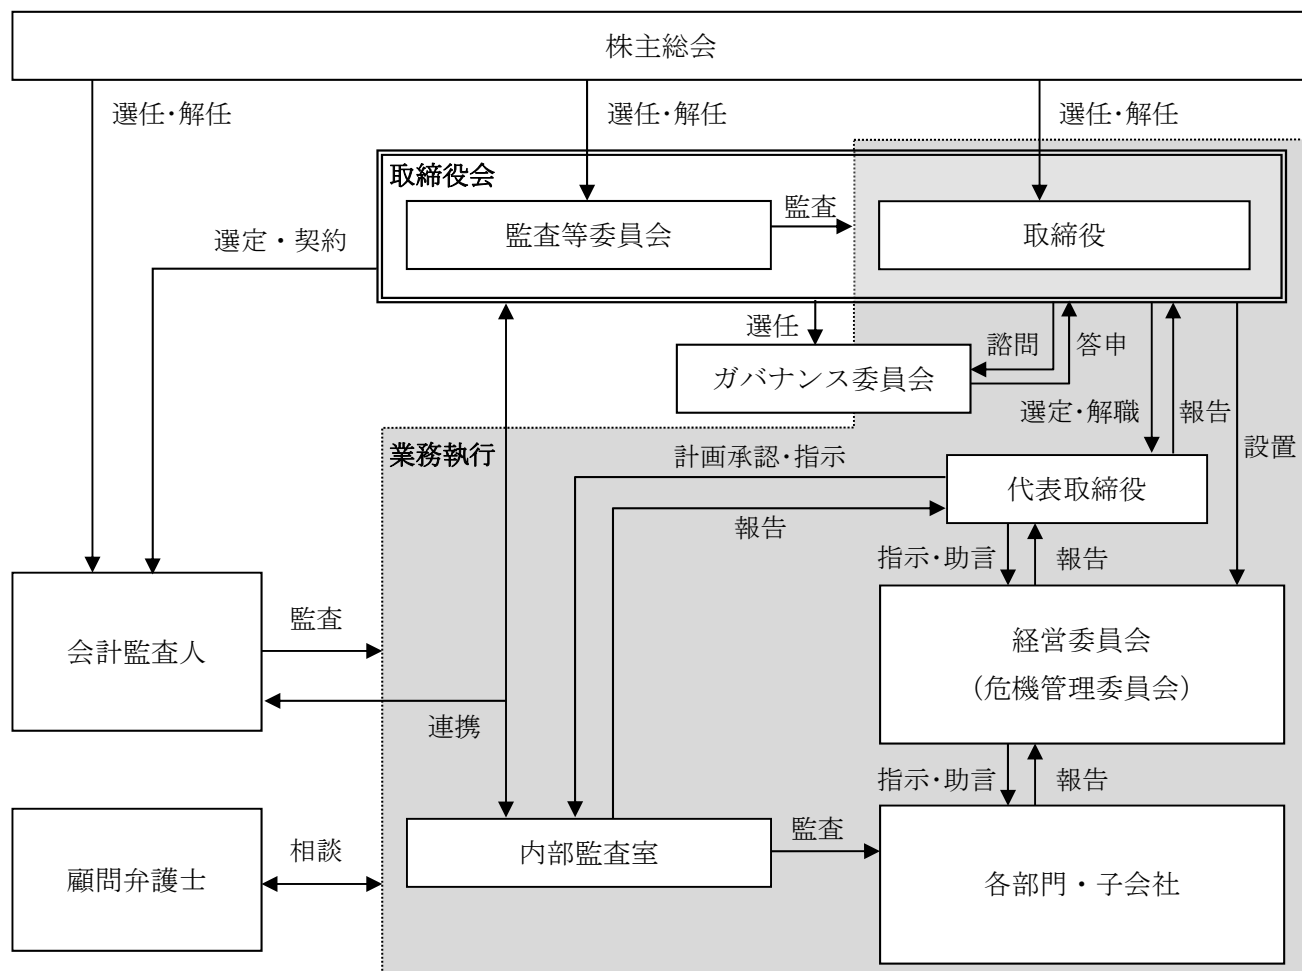 株主総会
選任･解任
選任･解任
選任･解任
取締役会
監査等委員会
監査
取締役
選定・契約
選任
諮問
答申
ガバナンス委員会
選定･解職
報告
設置
業務執行
計画承認･指示
代表取締役
報告
指示･助言
報告
会計監査人
監査
経営委員会
（危機管理委員会）
連携
指示･助言
報告
顧問弁護士
相談
内部監査室
監査
各部門・子会社